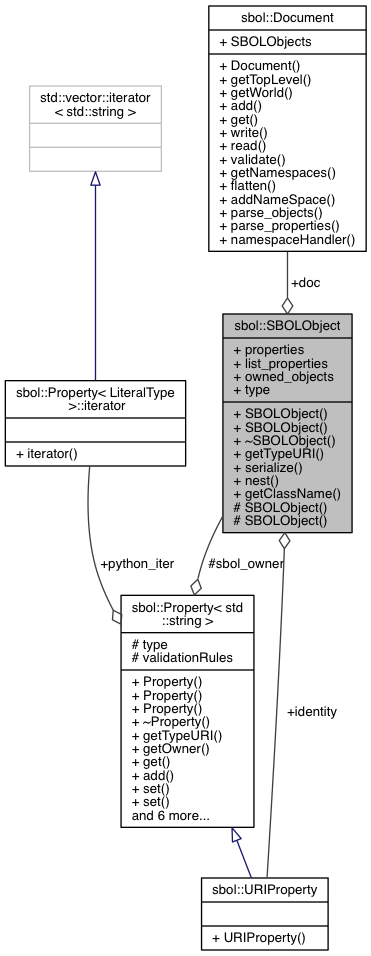 sbol::Document
+ SBOLObjects
+ Document()
+ getTopLevel()
+ getWorld()
+ add()
+ get()
+ write()
+ read()
+ validate()
+ getNamespaces()
+ flatten()
+ addNameSpace()
+ parse_objects()
+ parse_properties()
+ namespaceHandler()
std::vector::iterator
< std::string >
+doc
sbol::SBOLObject
+ properties
+ list_properties
+ owned_objects
+ type
+ SBOLObject()
+ SBOLObject()
+ ~SBOLObject()
+ getTypeURI()
+ serialize()
+ nest()
+ getClassName()
# SBOLObject()
# SBOLObject()
sbol::Property< LiteralType
>::iterator
+ iterator()
+python_iter
#sbol_owner
sbol::Property< std
::string >
# type
# validationRules
+ Property()
+ Property()
+ Property()
+ ~Property()
+ getTypeURI()
+ getOwner()
+ get()
+ add()
+ set()
+ set()
and 6 more...
+identity
sbol::URIProperty
+ URIProperty()